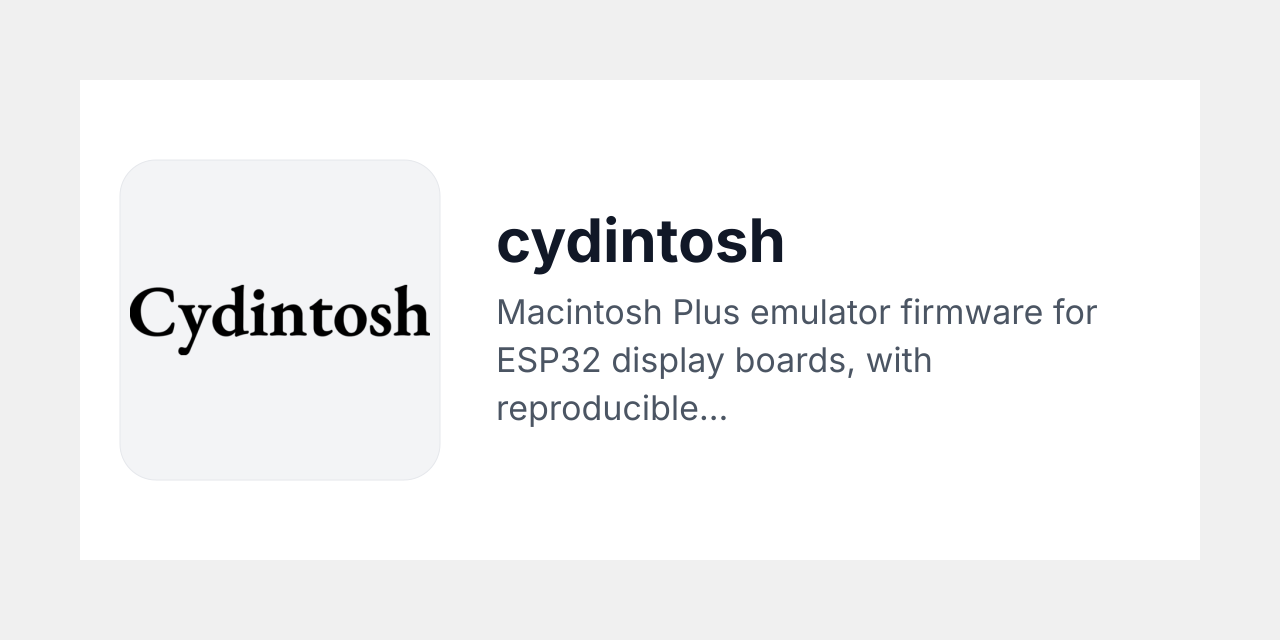 Cydintosh
cydintosh
Macintosh Plus emulator firmware for
ESP32 display boards, with
reproducible...